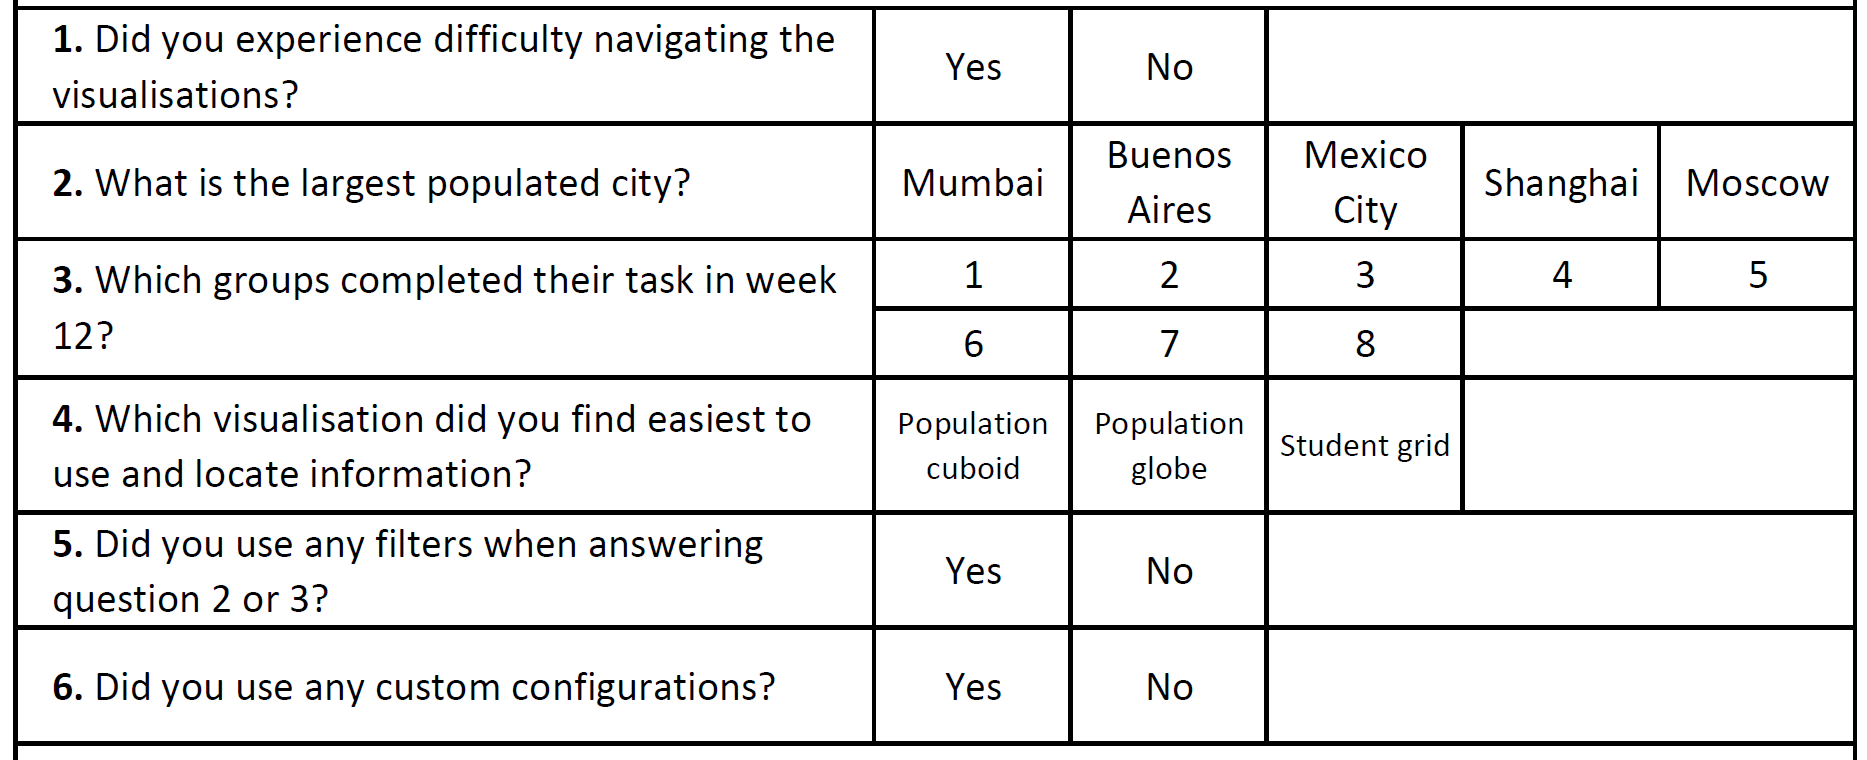 1. Did you experience difficulty navigating the
visualisations?
Yes
No
2. What is the largest populated city?
Mumbai
Buenos
Aires
Mexico
City
Shanghai
Moscow
3. Which groups completed their task in week
12?
1
2
3
4
5
6
7
8
4. Which visualisation did you find easiest to
use and locate information?
Population
cuboid
Population
globe
Student grid
5. Did you use any filters when answering
question 2 or 3?
Yes
No
6. Did you use any custom configurations?
Yes
No